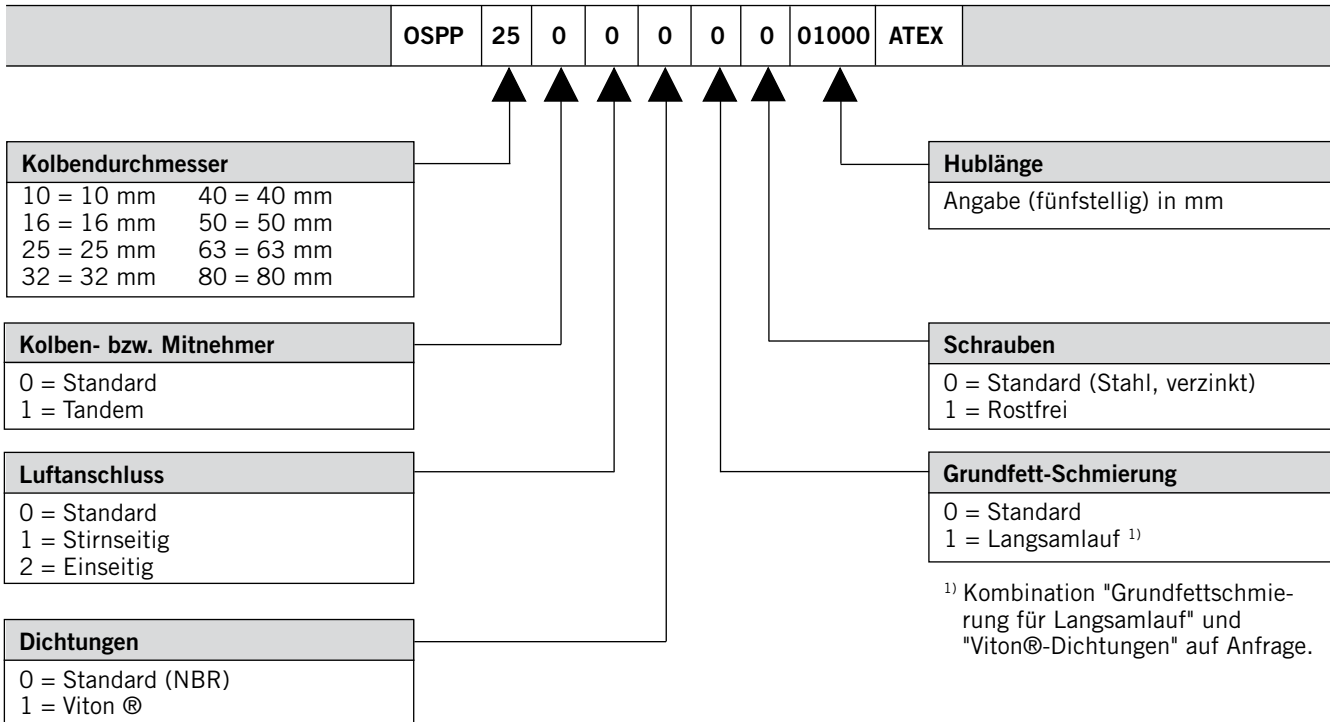 OSPP 25 0 0 0 0 0 01000 ATEX
Kolbendurchmesser
10 = 10 mm 40 = 40 mm
16 = 16 mm 50 = 50 mm
25 = 25 mm 63 = 63 mm
32 = 32 mm 80 = 80 mm
Kolben- bzw. Mitnehmer
0 = Standard
1 = Tandem
Luftanschluss
0 = Standard
1 = Stirnseitig
2 = Einseitig
Dichtungen
0 = Standard (NBR)
1 = Viton ®
Hublänge
Angabe (fünfstellig) in mm
Schrauben
0 = Standard (Stahl, verzinkt)
1 = Rostfrei
Grundfett-Schmierung
0 = Standard
1 = Langsamlauf 1)
1) Kombination "Grundfettschmie-
rung für Langsamlauf" und
"Viton®-Dichtungen" auf Anfrage.